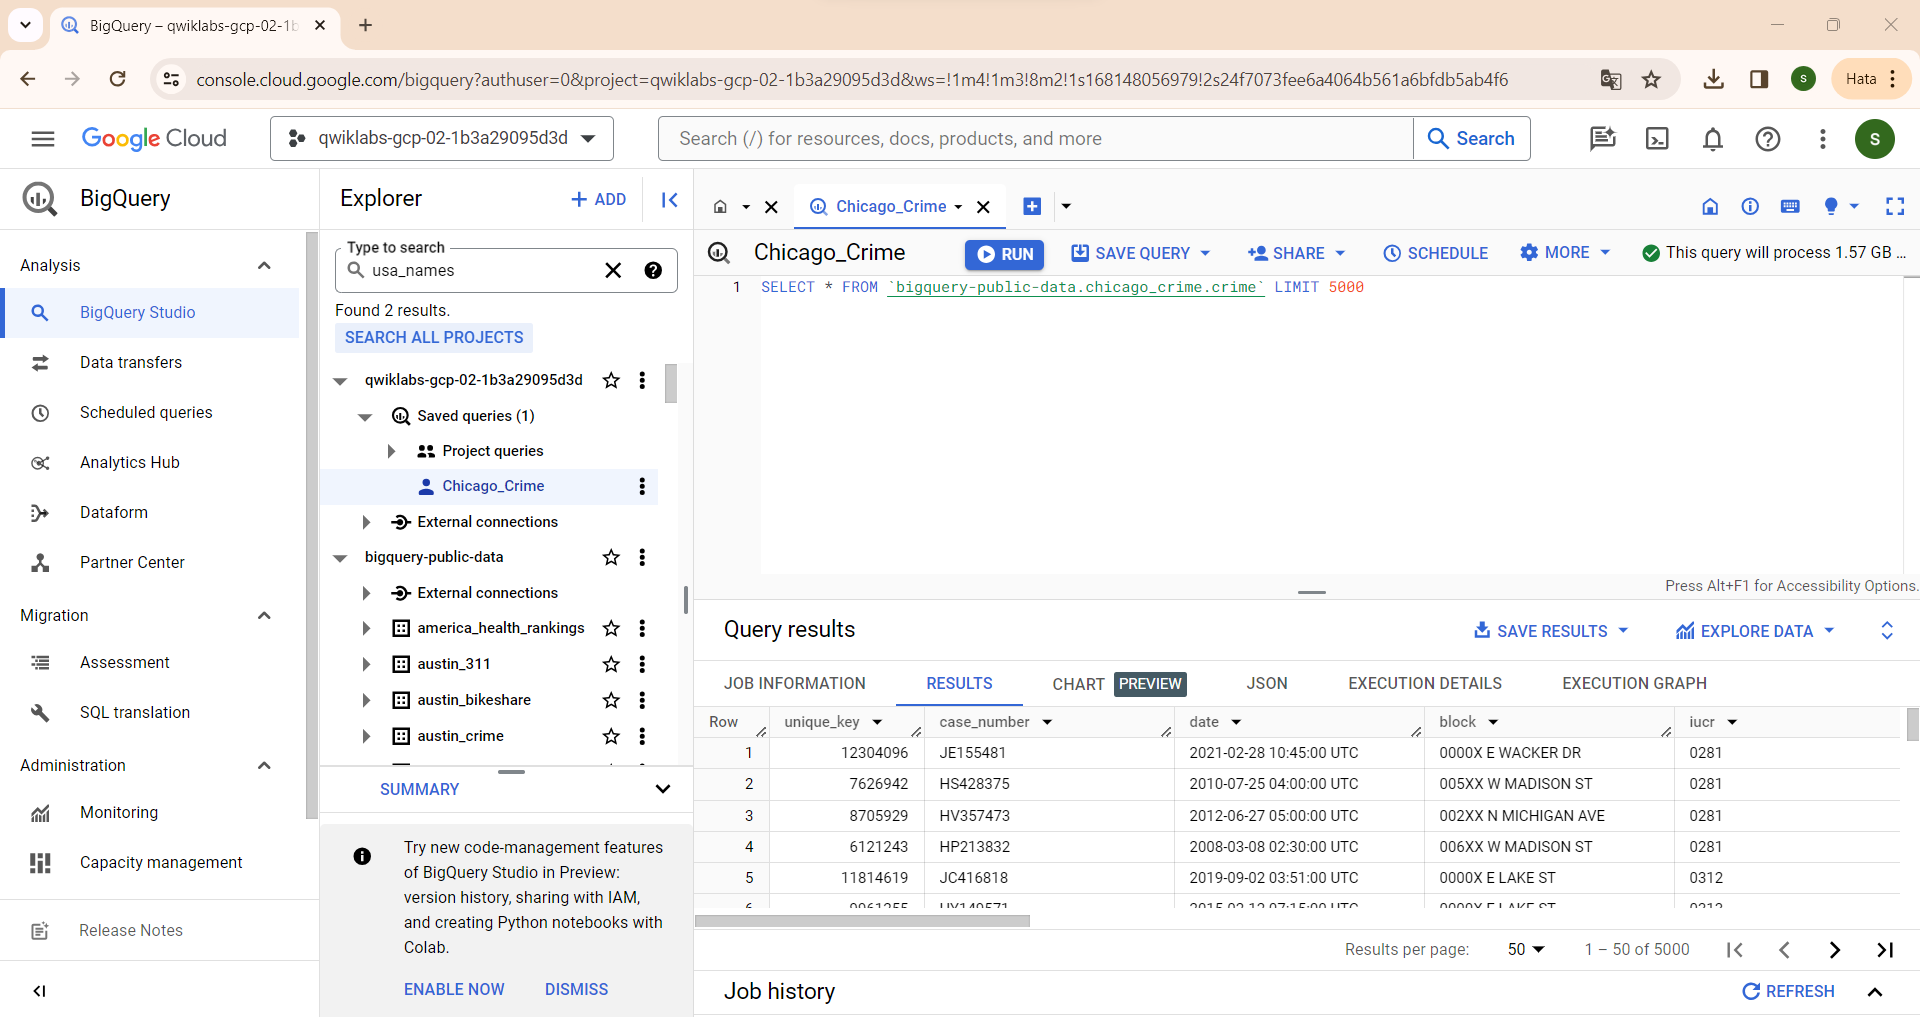 BigQuery – qwiklabs-gcp-02-1b
console.cloud.google.com/bigquery?authuser=0&project=qwiklabs-gcp-02-1b3a29095d3d&ws=!1m4!1m3!8m2!1s168148056979!2s24f7073fee6a4064b561a6bfdb5ab4f6
S
Hata
Google Cloud
qwiklabs-gcp-02-1b3a29095d3d
Search (/) for resources, docs, products, and more
Search
S
BigQuery
Analysis
BigQuery Studio
Data transfers
Scheduled queries
Analytics Hub
Dataform
Partner Center
Migration
Assessment
SQL translation
Administration
Monitoring
Capacity management
Release Notes
Explorer
+ ADD
Type to search
usa_names
Found 2 results.
SEARCH ALL PROJECTS
qwiklabs-gcp-02-1b3a29095d3d
Saved queries (1)
Project queries
Chicago_Crime
External connections
bigquery-public-data
External connections
america_health_rankings
austin_311
austin_bikeshare
austin_crime
SUMMARY
Try new code-management features
of BigQuery Studio in Preview:
version history, sharing with IAM,
and creating Python notebooks with
Colab.
ENABLE NOW DISMISS
Chicago_Crime
Chicago_Crime
RUN
SAVE QUERY
SHARE
SCHEDULE
MORE
This query will process 1.57 GB ...
1 SELECT * FROM `bigquery-public-data.chicago_crime.crime` LIMIT 5000
Press Alt+F1 for Accessibility Options.
Query results
SAVE RESULTS
EXPLORE DATA
JOB INFORMATION RESULTS CHART PREVIEW JSON EXECUTION DETAILS EXECUTION GRAPH
Row unique_key case_number date block iucr
1 12304096 JE155481 2021-02-28 10:45:00 UTC 0000X E WACKER DR 0281
2 7626942 HS428375 2010-07-25 04:00:00 UTC 005XX W MADISON ST 0281
3 8705929 HV357473 2012-06-27 05:00:00 UTC 002XX N MICHIGAN AVE 0281
4 6121243 HP213832 2008-03-08 02:30:00 UTC 006XX W MADISON ST 0281
5 11814619 JC416818 2019-09-02 03:51:00 UTC 0000X E LAKE ST 0312
Results per page: 50 1 – 50 of 5000
Job history
REFRESH